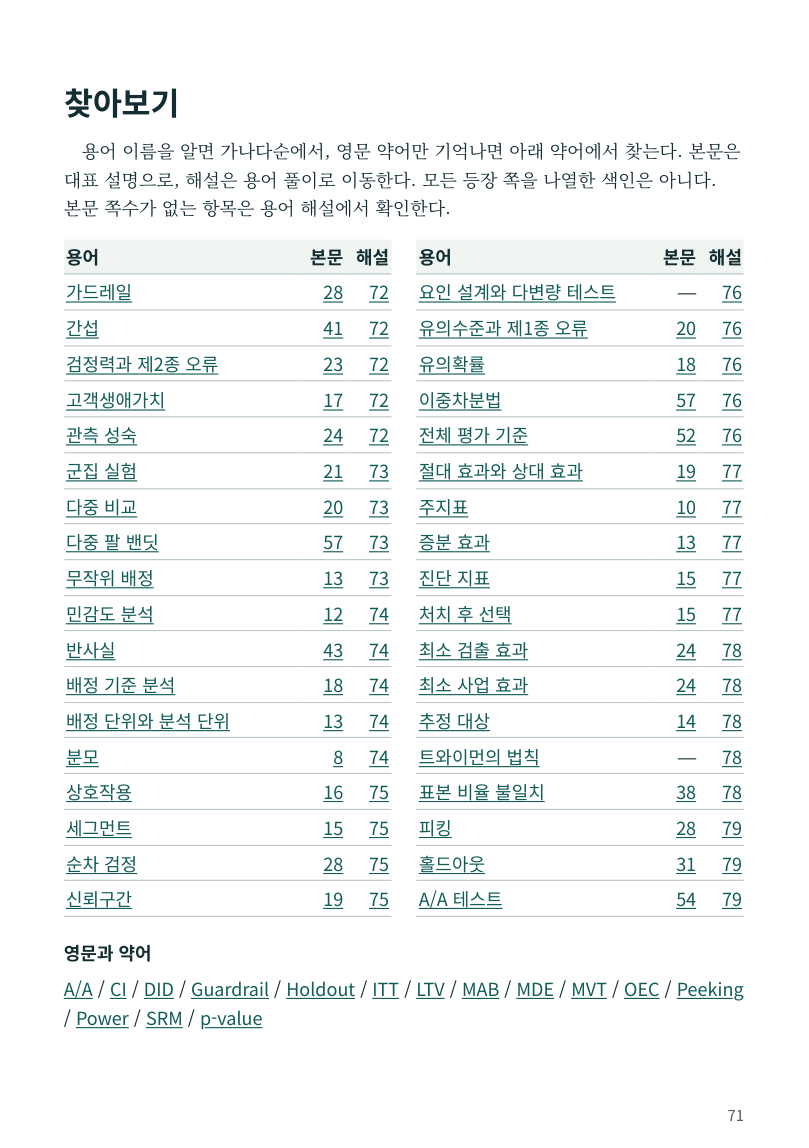 찾아보기
용어 이름을 알면 가나다순에서, 영문 약어만 기억나면 아래 약어에서 찾는다. 본문은
대표 설명으로, 해설은 용어 풀이로 이동한다. 모든 등장 쪽을 나열한 색인은 아니다.
본문 쪽수가 없는 항목은 용어 해설에서 확인한다.
용어 본문 해설
가드레일 28 72
간섭 41 72
검정력과 제2종 오류 23 72
고객생애가치 17 72
관측 성숙 24 72
군집 실험 21 73
다중 비교 20 73
다중 팔 밴딧 57 73
무작위 배정 13 73
민감도 분석 12 74
반사실 43 74
배정 기준 분석 18 74
배정 단위와 분석 단위 13 74
분모 8 74
상호작용 16 75
세그먼트 15 75
순차 검정 28 75
신뢰구간 19 75
용어 본문 해설
요인 설계와 다변량 테스트 — 76
유의수준과 제1종 오류 20 76
유의확률 18 76
이중차분법 57 76
전체 평가 기준 52 76
절대 효과와 상대 효과 19 77
주지표 10 77
증분 효과 13 77
진단 지표 15 77
처치 후 선택 15 77
최소 검출 효과 24 78
최소 사업 효과 24 78
추정 대상 14 78
트와이먼의 법칙 — 78
표본 비율 불일치 38 78
피킹 28 79
홀드아웃 31 79
A/A 테스트 54 79
영문과 약어
A/A / CI / DID / Guardrail / Holdout / ITT / LTV / MAB / MDE / MVT / OEC / Peeking
/ Power / SRM / p-value
71